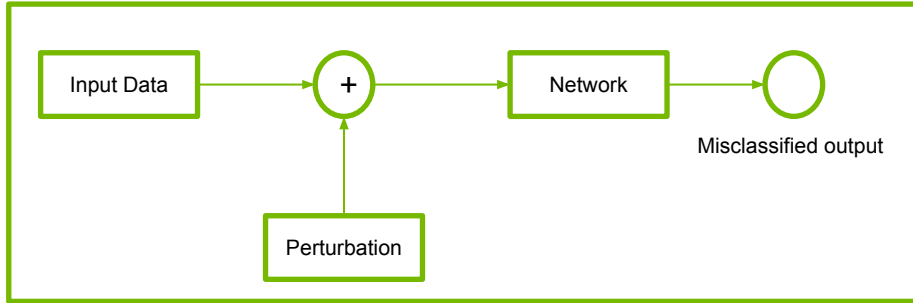 Input Data
+
Network
Misclassified output
Perturbation